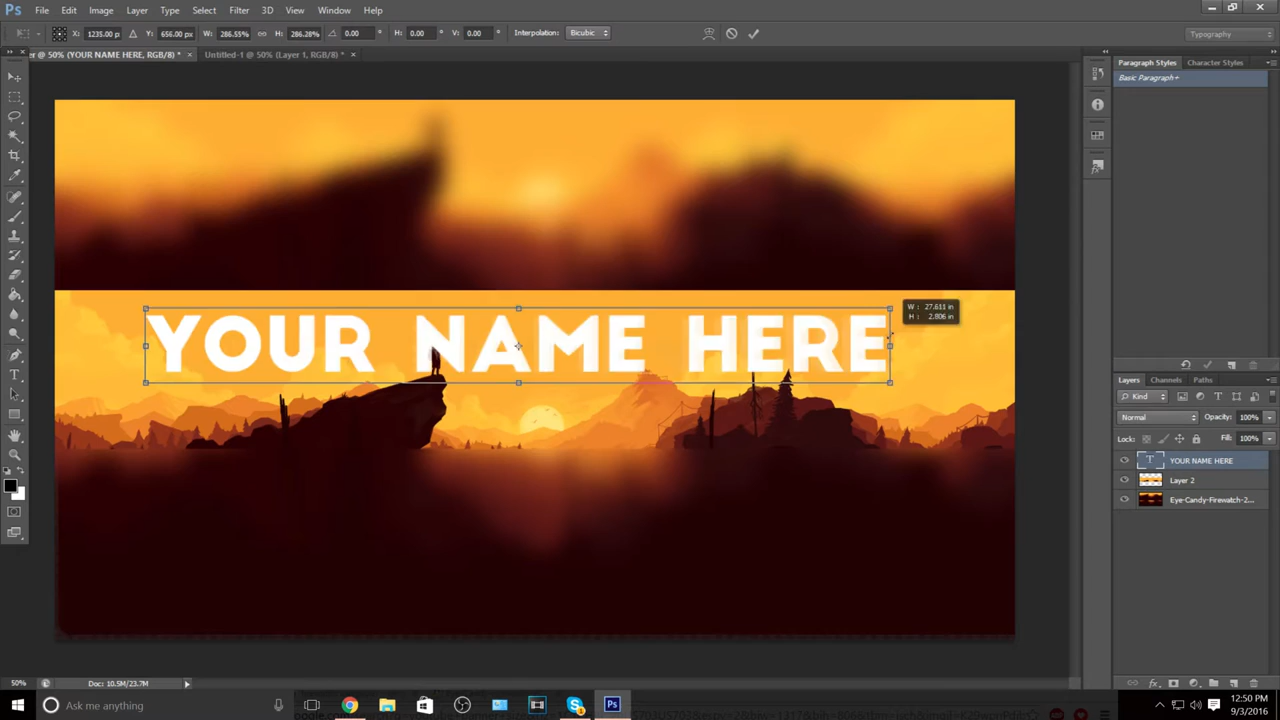 Ps File Edit Image Layer Type Select Filter 3D View Window Help
X: 1235.00 p Y: 656.00 px W: 286.55% H: 286.28% 0.00 ° H: 0.00 ° V: 0.00 ° Interpolation: Bicubic Typography
er @ 50% (YOUR NAME HERE, RGB/8) * × Untitled-1 @ 50% (Layer 1, RGB/8) * ×
Paragraph Styles Character Styles
Basic Paragraph+
W: 27.611 in
H: 2.806 in
YOUR NAME HERE
Layers Channels Paths
Kind
Normal Opacity: 100%
Lock: Fill: 100%
T YOUR NAME HERE
Layer 2
Eye-Candy-Firewatch-2...
50% Doc: 10.5M/23.7M
Ask me anything
12:50 PM
9/3/2016